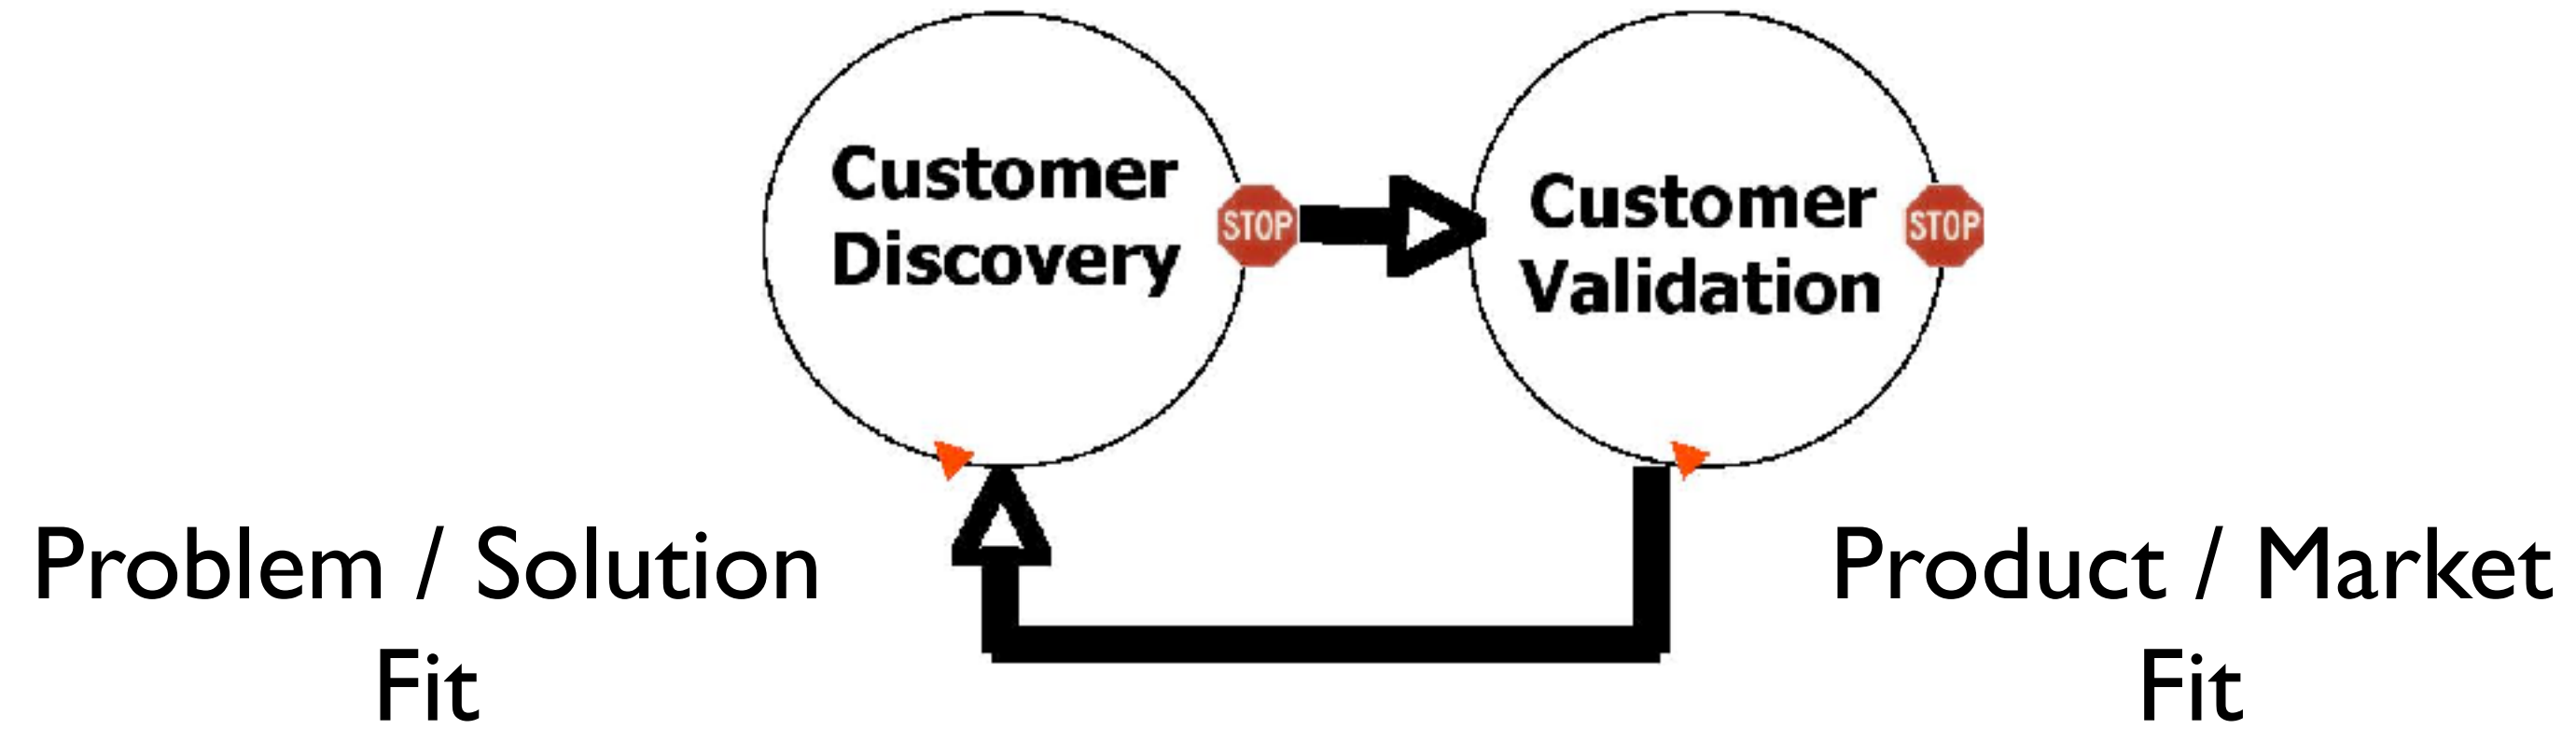 Customer
Discovery
STOP
Customer
Validation
STOP
Problem / Solution
Fit
Product / Market
Fit